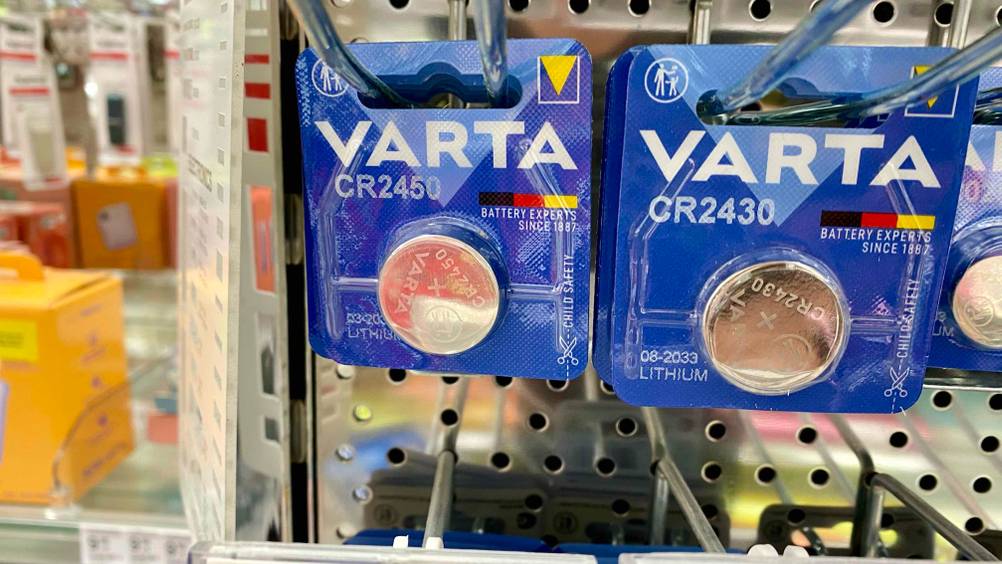 VARTA
CR2450
BATTERY EXPERTS
SINCE 1887
VARTA
CR2450
LITHIUM
CHILD SAFETY
VARTA
CR2430
BATTERY EXPERTS
SINCE 1887
CR2430
08-2033
LITHIUM
CHILD SAFETY